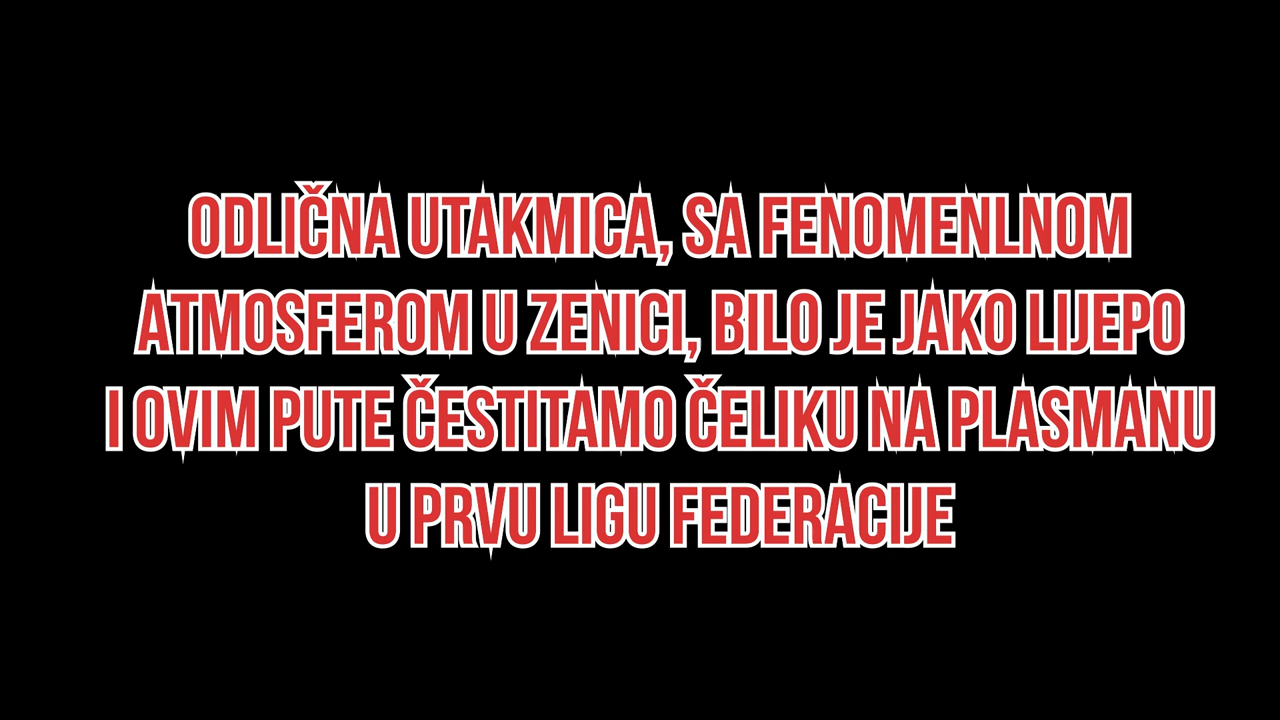 ODLIČNA UTAKMICA, SA FENOMENLNOM
ATMOSFEROM U ZENICI, BILO JE JAKO LIJEPO
I OVIM PUTE ČESTITAMO ČELIKU NA PLASMANU
U PRVU LIGU FEDERACIJE